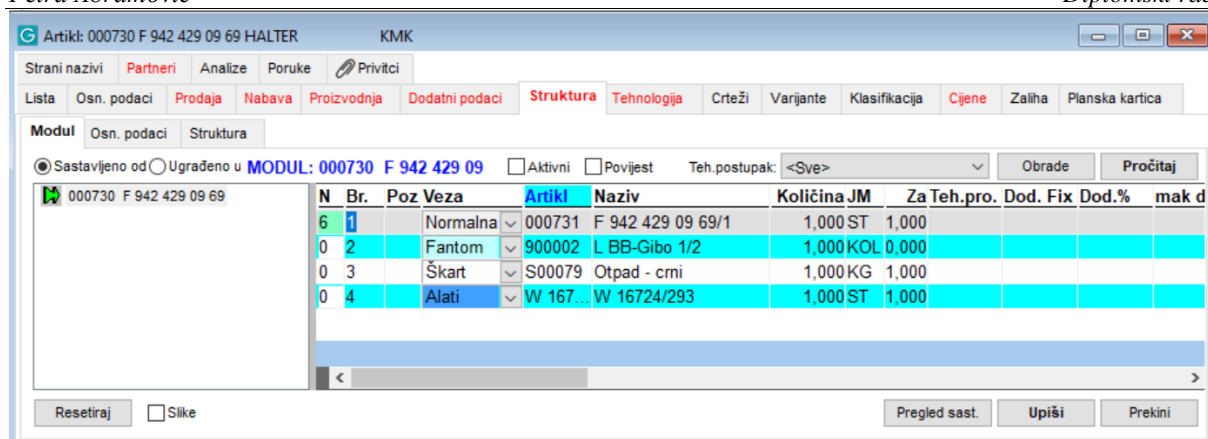 Artikl: 000730 F 942 429 09 69 HALTER KMK
Strani nazivi Partneri Analize Poruke Privitci
Lista Osn. podaci Prodaja Nabava Proizvodnja Dodatni podaci Struktura Tehnologija Crteži Varijante Klasifikacija Cijene Zaliha Planska kartica
Modul Osn. podaci Struktura
Sastavljeno od Ugrađeno u MODUL: 000730 F 942 429 09 Aktivni Povijest Teh.postupak: <Sve> Obrade Pročitaj
000730 F 942 429 09 69
N Br. Poz Veza Artikl Naziv Količina JM Za Teh.pro. Dod. Fix Dod.% mak d
6 1 Normalna 000731 F 942 429 09 69/1 1,000 ST 1,000
0 2 Fantom 900002 L BB-Gibo 1/2 1,000 KOL 0,000
0 3 Škart S00079 Otpad - crni 1,000 KG 1,000
0 4 Alati W 167... W 16724/293 1,000 ST 1,000
Resetiraj Slike Pregled sast. Upiši Prekini